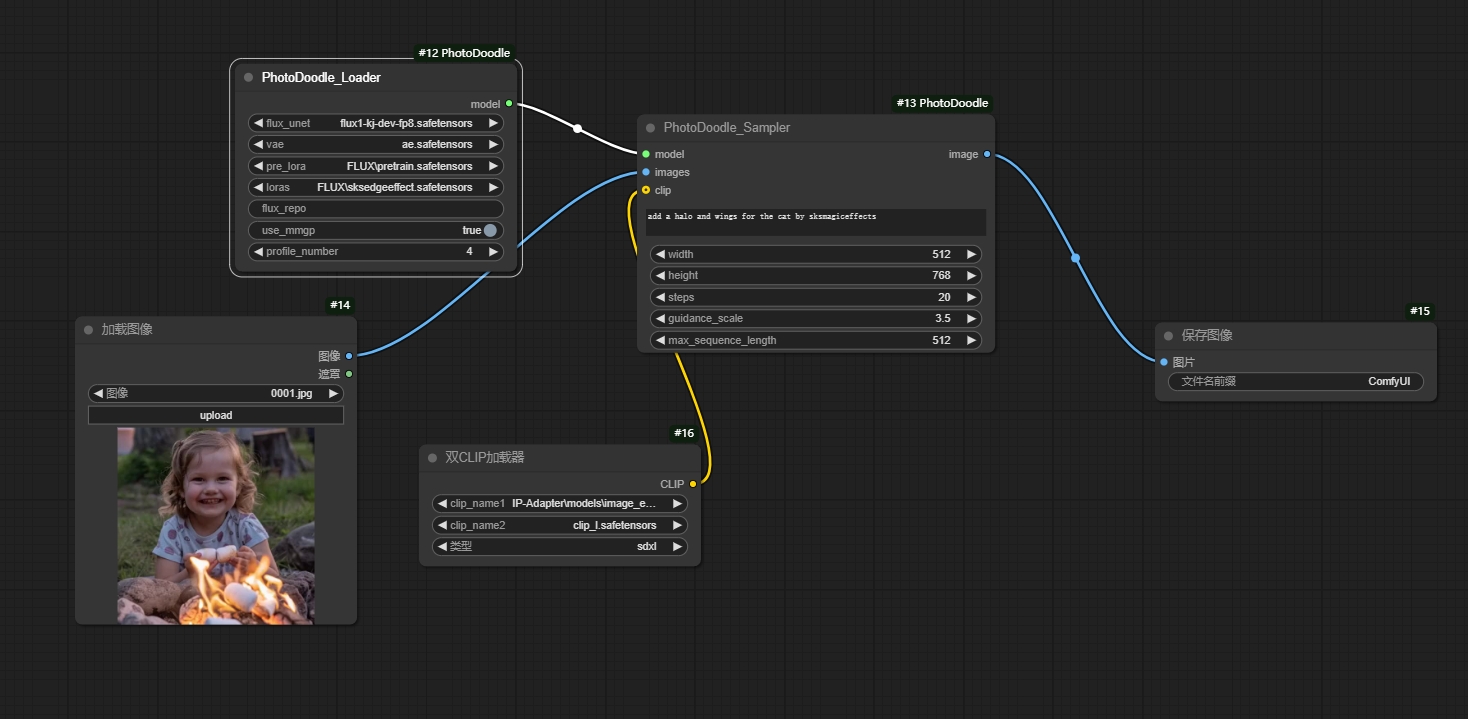 #12 PhotoDoodle
PhotoDoodle_Loader
model
flux_unet flux1-kj-dev-fp8.safetensors
vae ae.safetensors
pre_lora FLUX\pretrain.safetensors
loras FLUX\sksedgeeffect.safetensors
flux_repo
use_mmgp true
profile_number 4
#13 PhotoDoodle
PhotoDoodle_Sampler
model image
images
clip
add a halo and wings for the cat by sksmagiceffects
width 512
height 768
steps 20
guidance_scale 3.5
max_sequence_length 512
#14
加载图像
图像
遮罩
图像 0001.jpg
upload
#16
双CLIP加载器
CLIP
clip_name1 IP-Adapter\models\image_e...
clip_name2 clip_l.safetensors
类型 sdxl
#15
保存图像
图片
文件名前缀 ComfyUI